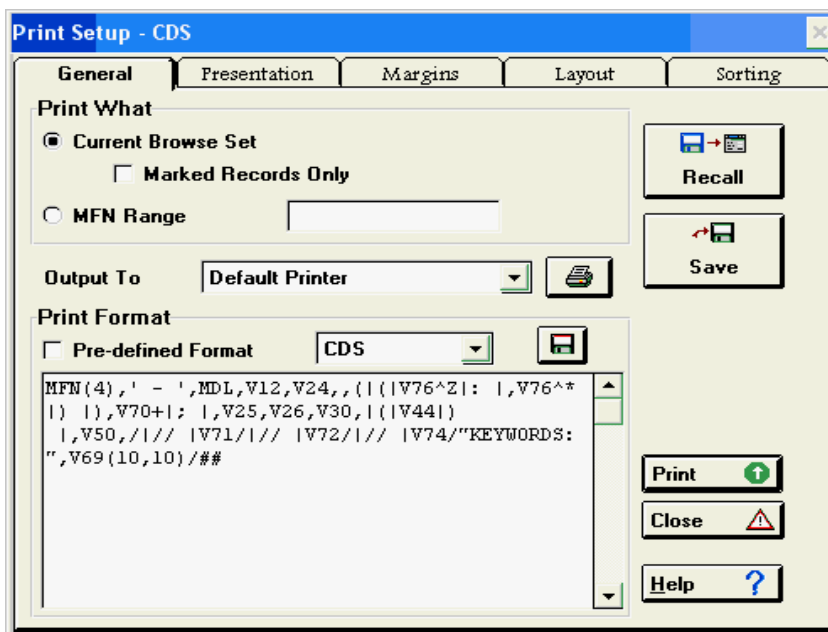 Print Setup - CDS
General
Presentation
Margins
Layout
Sorting
Print What
Current Browse Set
Marked Records Only
MFN Range
Recall
Save
Output To
Default Printer
Print Format
Pre-defined Format
CDS
MFN(4),' - ',MDL,V12,V24,,(|(|V76^Z|: |,V76^*
|) |),V70+|; |,V25,V26,V30,|(|V44|)
|,V50,/|// |V71/|// |V72/|// |V74/"KEYWORDS:
",V69(10,10)/##
Print
Close
Help